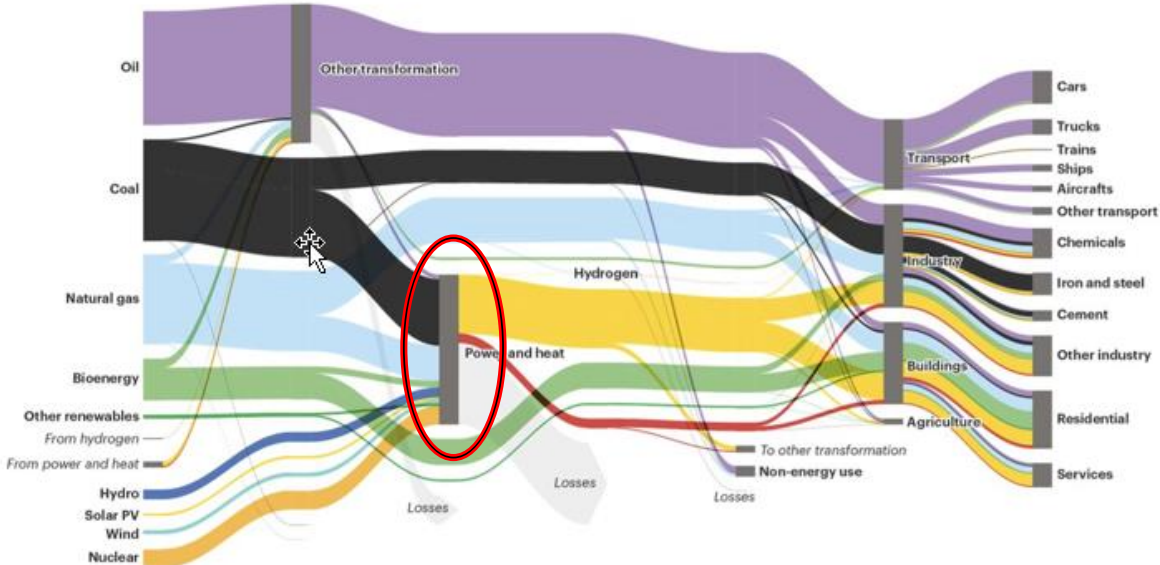 Oil
Coal
Natural gas
Bioenergy
Other renewables
From hydrogen
From power and heat
Hydro
Solar PV
Wind
Nuclear
Other transformation
Hydrogen
Power and heat
Losses
Losses
Losses
To other transformation
Non-energy use
Transport
Industry
Buildings
Agriculture
Cars
Trucks
Trains
Ships
Aircrafts
Other transport
Chemicals
Iron and steel
Cement
Other industry
Residential
Services